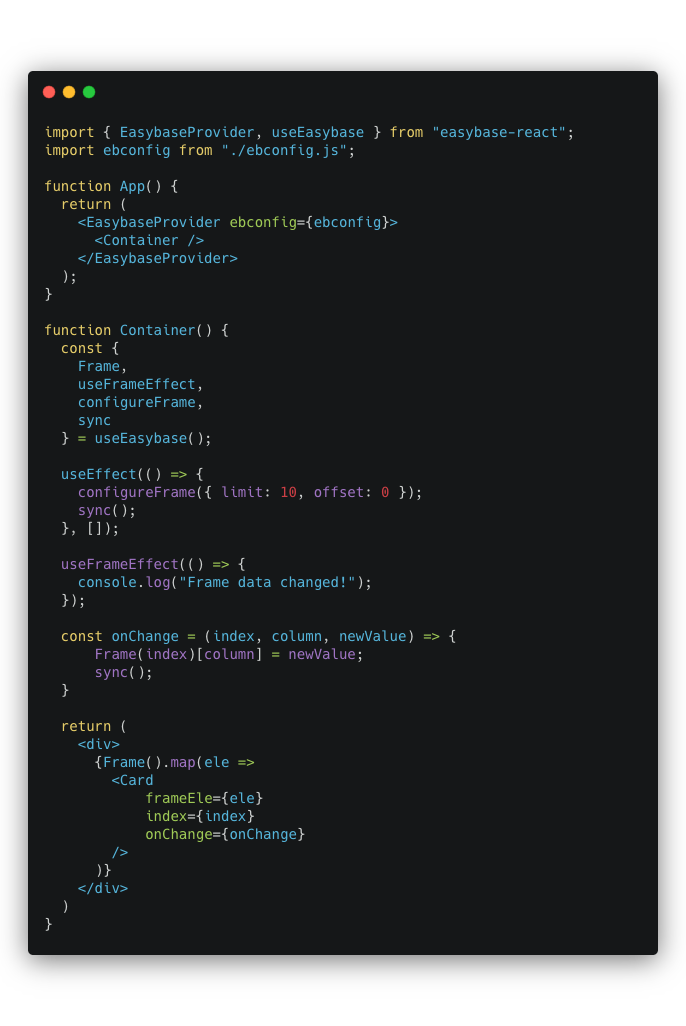 import { EasybaseProvider, useEasybase } from "easybase-react";
import ebconfig from "./ebconfig.js";

function App() {
  return (
    <EasybaseProvider ebconfig={ebconfig}>
      <Container />
    </EasybaseProvider>
  );
}

function Container() {
  const {
    Frame,
    useFrameEffect,
    configureFrame,
    sync
  } = useEasybase();

  useEffect(() => {
    configureFrame({ limit: 10, offset: 0 });
    sync();
  }, []);

  useFrameEffect(() => {
    console.log("Frame data changed!");
  });

  const onChange = (index, column, newValue) => {
      Frame(index)[column] = newValue;
      sync();
  }

  return (
    <div>
      {Frame().map(ele =>
        <Card
            frameEle={ele}
            index={index}
            onChange={onChange}
        />
      )}
    </div>
  )
}